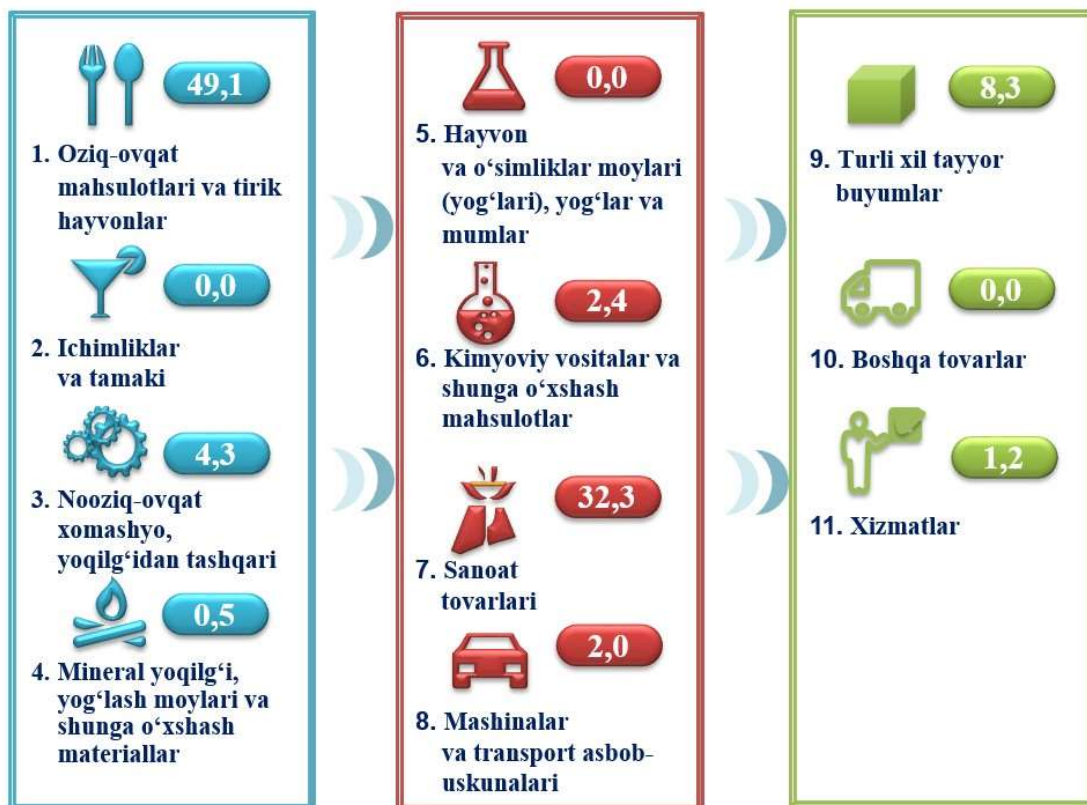 49,1
1. Oziq-ovqat
mahsulotlari va tirik
hayvonlar
0,0
2. Ichimliklar
va tamaki
4,3
3. Nooziq-ovqat
xomashyo,
yoqilg‘idan tashqari
0,5
4. Mineral yoqilg‘i,
yog‘lash moylari va
shunga o‘xshash
materiallar
0,0
5. Hayvon
va o‘simliklar moylari
(yog‘lari), yog‘lar va
mumlar
2,4
6. Kimyoviy vositalar va
shunga o‘xshash
mahsulotlar
32,3
7. Sanoat
tovarlari
2,0
8. Mashinalar
va transport asbob-
uskunalari
8,3
9. Turli xil tayyor
buyumlar
0,0
10. Boshqa tovarlar
1,2
11. Xizmatlar